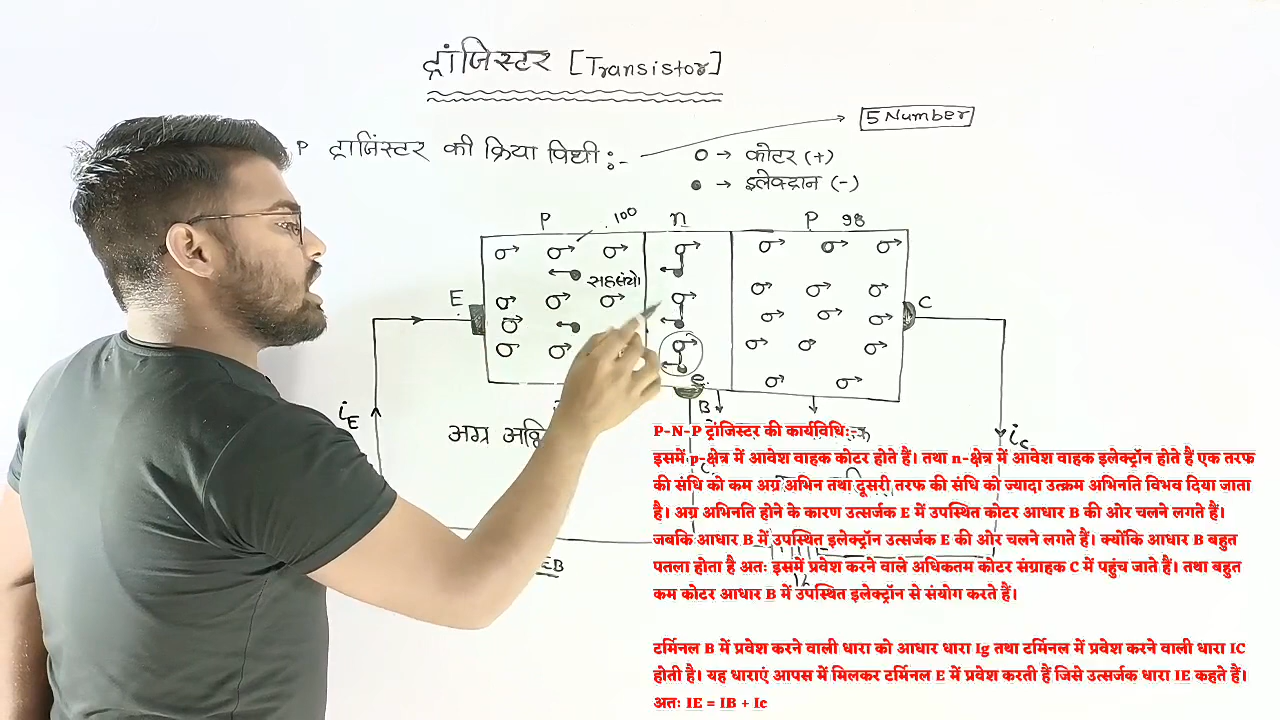 ट्रांजिस्टर [Transistor]
5 Number
P ट्रांजिस्टर की क्रिया विधी :-
o → कोटर (+)
● → इलेक्ट्रान (-)
P 100 n P 98
सहसंयो
E C
e
B
iE
अग्र
ic
EB
P-N-P ट्रांजिस्टर की कार्यविधिः
इसमें p-क्षेत्र में आवेश वाहक कोटर होते हैं। तथा n-क्षेत्र में आवेश वाहक इलेक्ट्रॉन होते हैं एक तरफ
की संधि को कम अग्र अभिन तथा दूसरी तरफ की संधि को ज्यादा उत्क्रम अभिनति विभव दिया जाता
है। अग्र अभिनति होने के कारण उत्सर्जक E में उपस्थित कोटर आधार B की ओर चलने लगते हैं।
जबकि आधार B में उपस्थित इलेक्ट्रॉन उत्सर्जक E की ओर चलने लगते हैं। क्योंकि आधार B बहुत
पतला होता है अतः इसमें प्रवेश करने वाले अधिकतम कोटर संग्राहक C में पहुंच जाते हैं। तथा बहुत
कम कोटर आधार B में उपस्थित इलेक्ट्रॉन से संयोग करते हैं।
टर्मिनल B में प्रवेश करने वाली धारा को आधार धारा Ig तथा टर्मिनल में प्रवेश करने वाली धारा IC
होती है। यह धाराएं आपस में मिलकर टर्मिनल E में प्रवेश करती हैं जिसे उत्सर्जक धारा IE कहते हैं।
अतः IE = IB + Ic